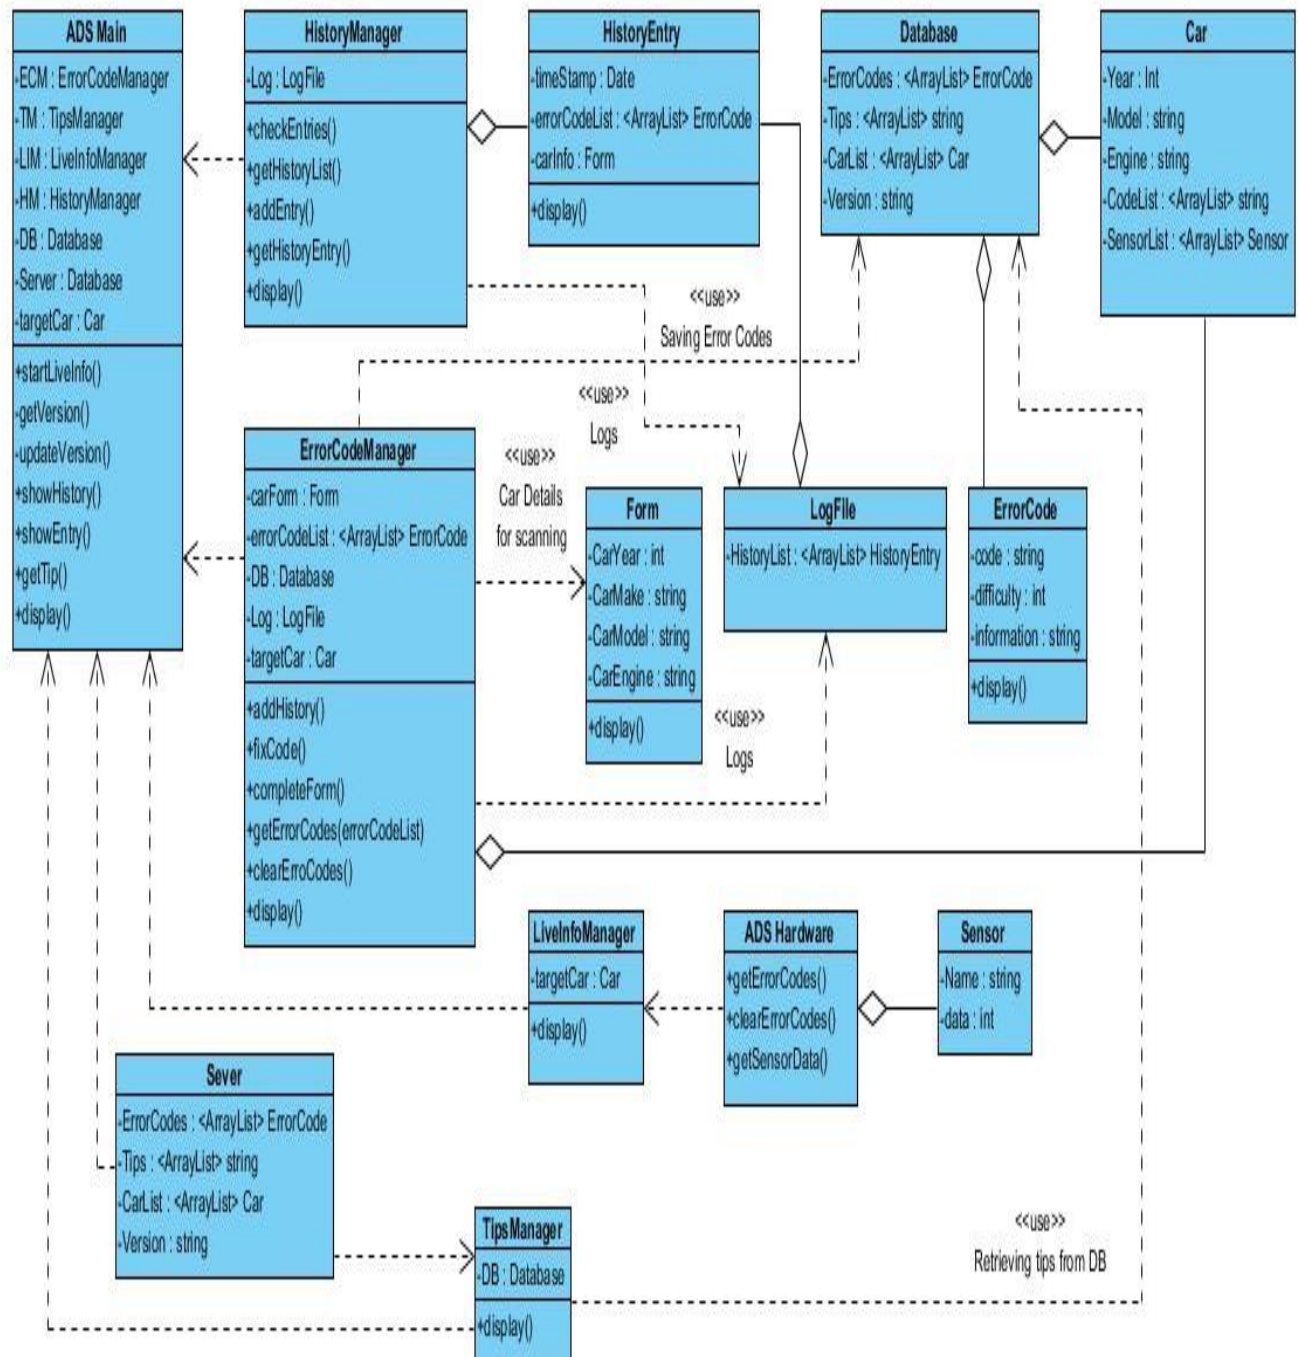 ADS Main
-ECM : ErrorCodeManager
-TM : TipsManager
-LIM : LiveInfoManager
-HM : HistoryManager
-DB : Database
-Server : Database
-targetCar : Car
+startLiveInfo()
-getVersion()
-updateVersion()
+showHistory()
+showEntry()
+getTip()
+display()
HistoryManager
-Log : LogFile
+checkEntries()
+getHistoryList()
+addEntry()
+getHistoryEntry()
+display()
HistoryEntry
-timeStamp : Date
-errorCodeList : <ArrayList> ErrorCode
-carInfo : Form
+display()
Database
-ErrorCodes : <ArrayList> ErrorCode
-Tips : <ArrayList> string
-CarList : <ArrayList> Car
-Version : string
Car
-Year : Int
-Model : string
-Engine : string
-CodeList : <ArrayList> string
-SensorList : <ArrayList> Sensor
<<use>>
Saving Error Codes
<<use>>
Logs
<<use>>
Car Details
for scanning
ErrorCodeManager
-carForm : Form
-errorCodeList : <ArrayList> ErrorCode
-DB : Database
-Log : LogFile
-targetCar : Car
+addHistory()
+fixCode()
+completeForm()
+getErrorCodes(errorCodeList)
+clearErroCodes()
+display()
Form
-CarYear : int
-CarMake : string
-CarModel : string
-CarEngine : string
+display()
LogFile
-HistoryList : <ArrayList> HistoryEntry
ErrorCode
-code : string
-difficulty : int
-information : string
+display()
<<use>>
Logs
LiveInfoManager
-targetCar : Car
+display()
ADS Hardware
+getErrorCodes()
+clearErrorCodes()
+getSensorData()
Sensor
-Name : string
-data : int
Sever
-ErrorCodes : <ArrayList> ErrorCode
-Tips : <ArrayList> string
-CarList : <ArrayList> Car
-Version : string
TipsManager
-DB : Database
+display()
<<use>>
Retrieving tips from DB